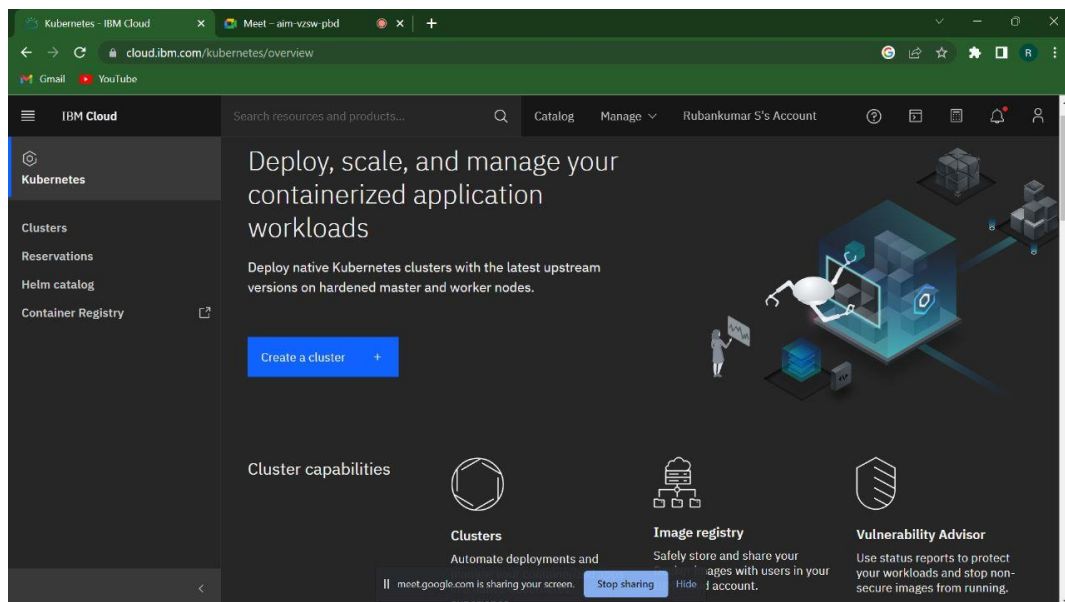 Kubernetes - IBM Cloud
Meet – aim-vzsw-pbd
cloud.ibm.com/kubernetes/overview
R
Gmail
YouTube
IBM Cloud
Search resources and products...
Catalog
Manage
Rubankumar S's Account
Kubernetes
Clusters
Reservations
Helm catalog
Container Registry
Deploy, scale, and manage your
containerized application
workloads
Deploy native Kubernetes clusters with the latest upstream
versions on hardened master and worker nodes.
Create a cluster +
Cluster capabilities
Clusters
Automate deployments and
Image registry
Safely store and share your
ages with users in your
d account.
Vulnerability Advisor
Use status reports to protect
your workloads and stop non-
secure images from running.
meet.google.com is sharing your screen.
Stop sharing
Hide